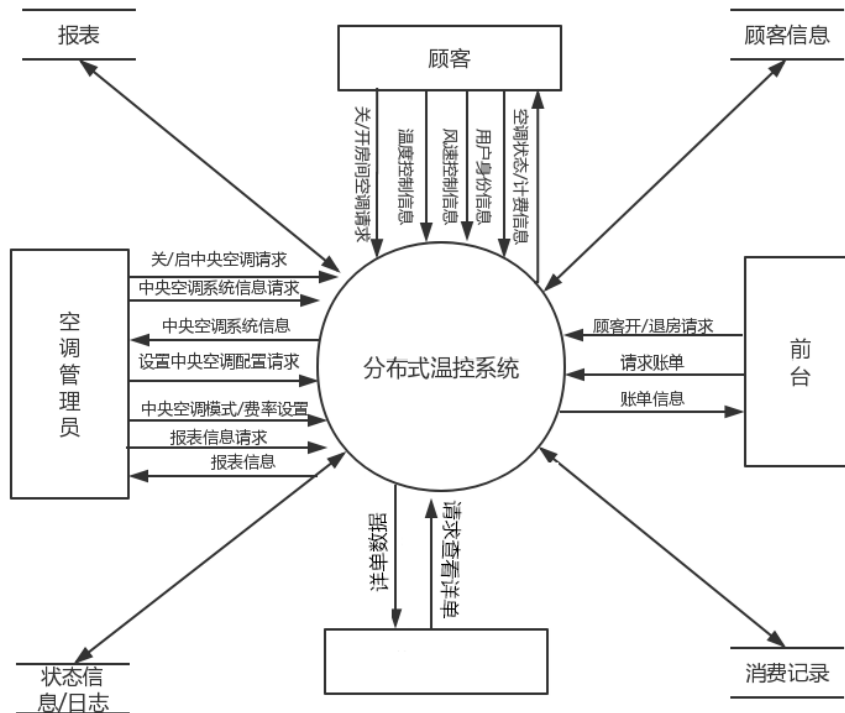 报表
顾客
顾客信息
关/开房间空调请求
温度控制信息
风速控制信息
用户身份信息
空调状态/计费信息
空调管理员
关/启中央空调请求
中央空调系统信息请求
中央空调系统信息
设置中央空调配置请求
中央空调模式/费率设置
报表信息请求
报表信息
分布式温控系统
顾客开/退房请求
请求账单
账单信息
前台
详单数据
请求查看详单
状态信
息/日志
消费记录